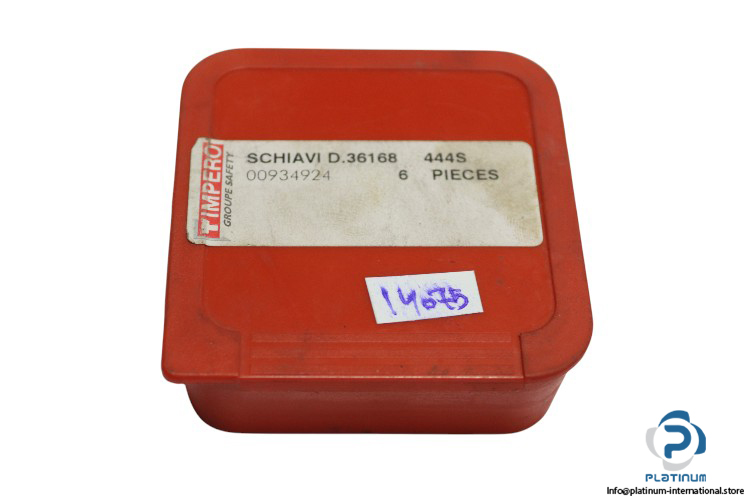 SCHIAVI D.36168 444S
00934924 6 PIECES
IMPERO
GROUPE SAFETY
14075
PLATINUM
Info@platinum-international.store